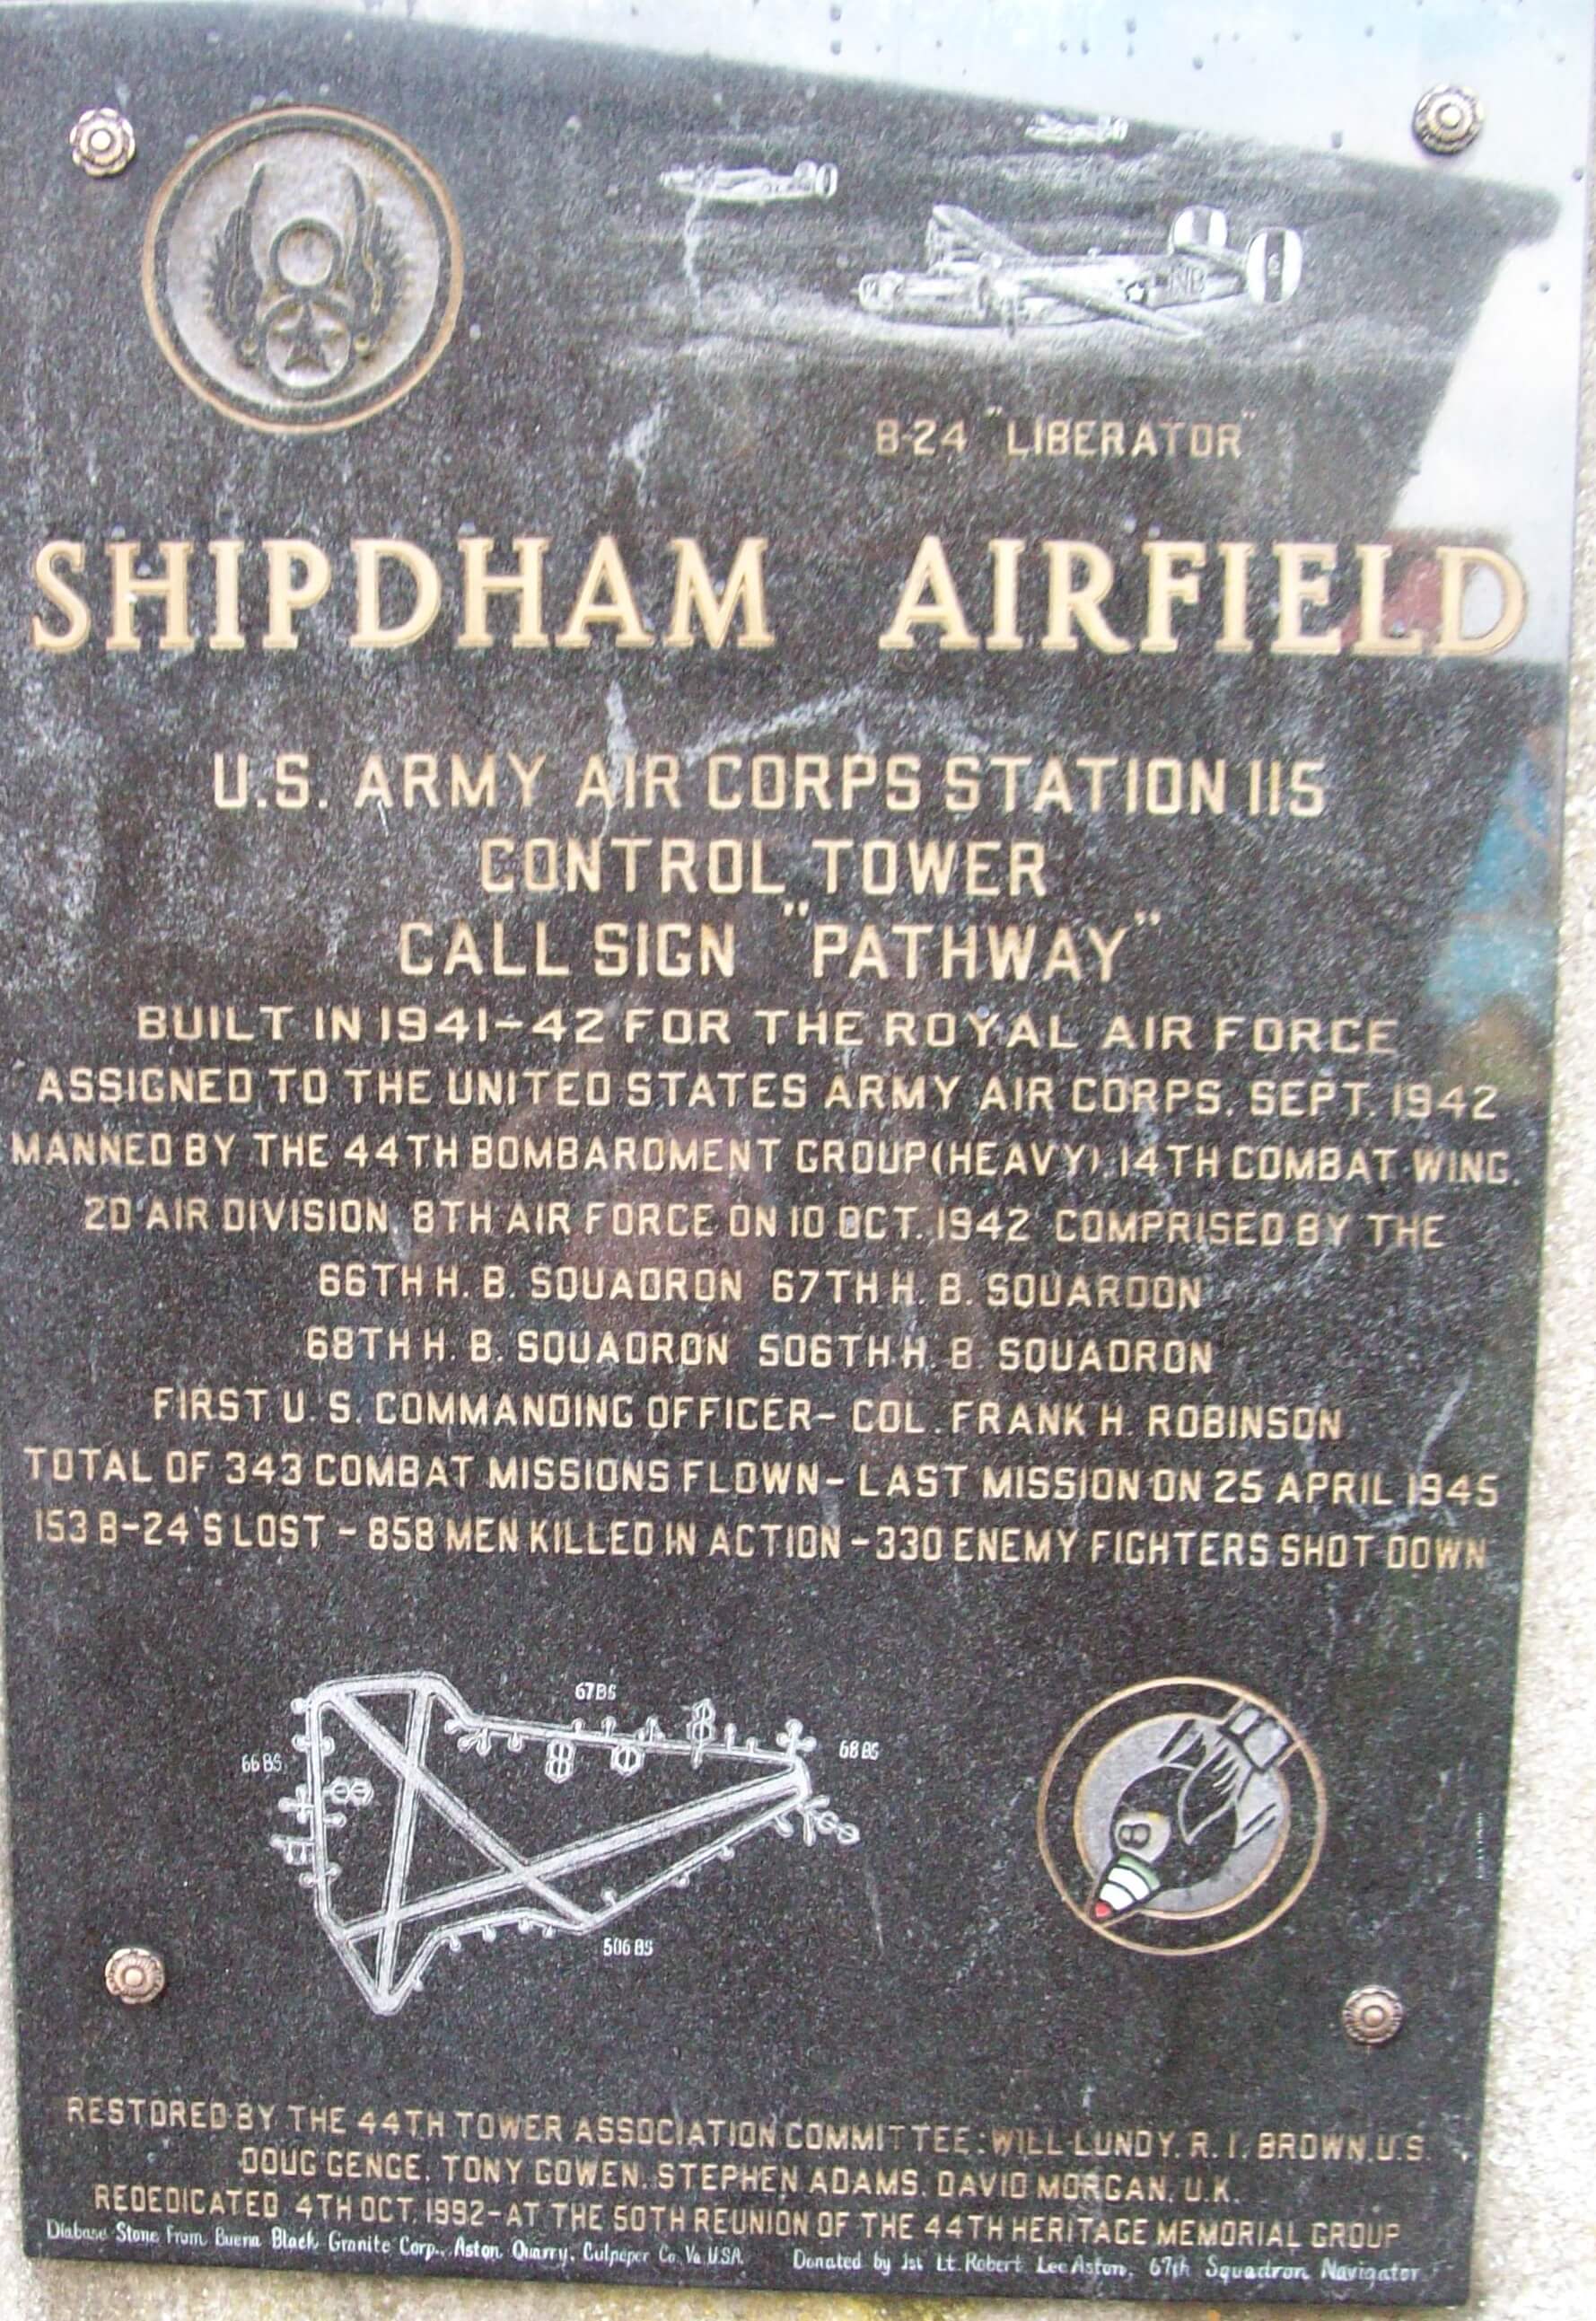 B-24 "LIBERATOR"
SHIPDHAM AIRFIELD
U.S. ARMY AIR CORPS STATION 115
CONTROL TOWER
CALL SIGN "PATHWAY"
BUILT IN 1941-42 FOR THE ROYAL AIR FORCE
ASSIGNED TO THE UNITED STATES ARMY AIR CORPS. SEPT. 1942
MANNED BY THE 44TH BOMBARDMENT GROUP (HEAVY), 14TH COMBAT WING.
2D AIR DIVISION, 8TH AIR FORCE ON 10 OCT. 1942 COMPRISED BY THE
66TH H. B. SQUADRON 67TH H. B. SQUARDON
68TH H. B. SQUADRON 506TH H. B SQUADRON
FIRST U. S. COMMANDING OFFICER- COL. FRANK H. ROBINSON
TOTAL OF 343 COMBAT MISSIONS FLOWN- LAST MISSION ON 25 APRIL 1945
153 B-24'S LOST - 858 MEN KILLED IN ACTION -330 ENEMY FIGHTERS SHOT DOWN
67BS
66 BS
68 BS
8
506 BS
RESTORED BY THE 44TH TOWER ASSOCIATION COMMITTEE: WILL LUNDY, R. I. BROWN, U.S.
DOUG GENGE, TONY GOWEN, STEPHEN ADAMS, DAVID MORGAN, U.K.
REDEDICATED 4TH OCT. 1992-AT THE 50TH REUNION OF THE 44TH HERITAGE MEMORIAL GROUP
Diabase Stone From Buena Black Granite Corp., Aston Quarry, Culpeper Co. Va. U.S.A. Donated by 1st Lt. Robert Lee Aston, 67th Squadron Navigator